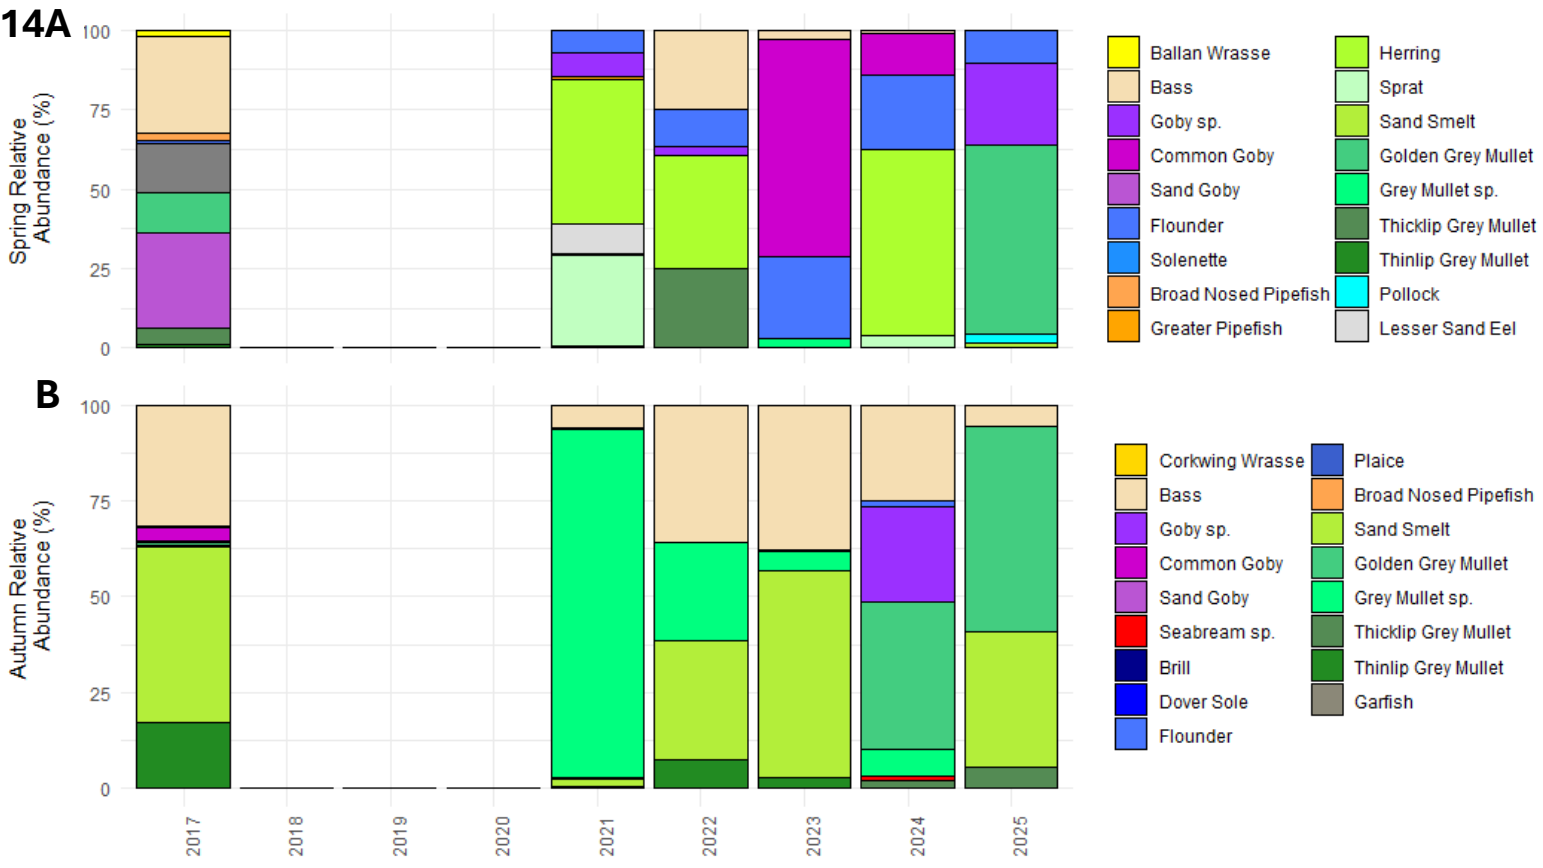 14A
Spring Relative
Abundance (%)
100
75
50
25
0
Ballan Wrasse
Bass
Goby sp.
Common Goby
Sand Goby
Flounder
Solenette
Broad Nosed Pipefish
Greater Pipefish
Herring
Sprat
Sand Smelt
Golden Grey Mullet
Grey Mullet sp.
Thicklip Grey Mullet
Thinlip Grey Mullet
Pollock
Lesser Sand Eel
B
Autumn Relative
Abundance (%)
100
75
50
25
0
2017
2018
2019
2020
2021
2022
2023
2024
2025
Corkwing Wrasse
Bass
Goby sp.
Common Goby
Sand Goby
Seabream sp.
Brill
Dover Sole
Flounder
Plaice
Broad Nosed Pipefish
Sand Smelt
Golden Grey Mullet
Grey Mullet sp.
Thicklip Grey Mullet
Thinlip Grey Mullet
Garfish